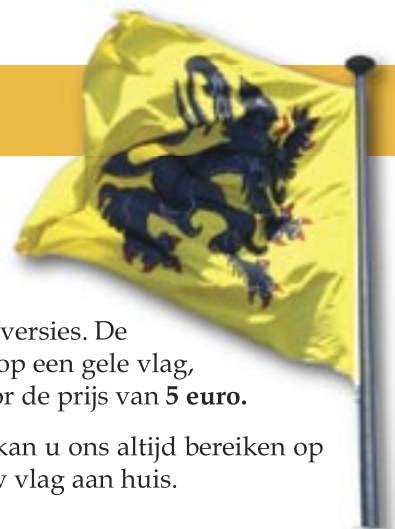 versies. De
op een gele vlag,
de prijs van 5 euro.
kan u ons altijd bereiken op
vlag aan huis.